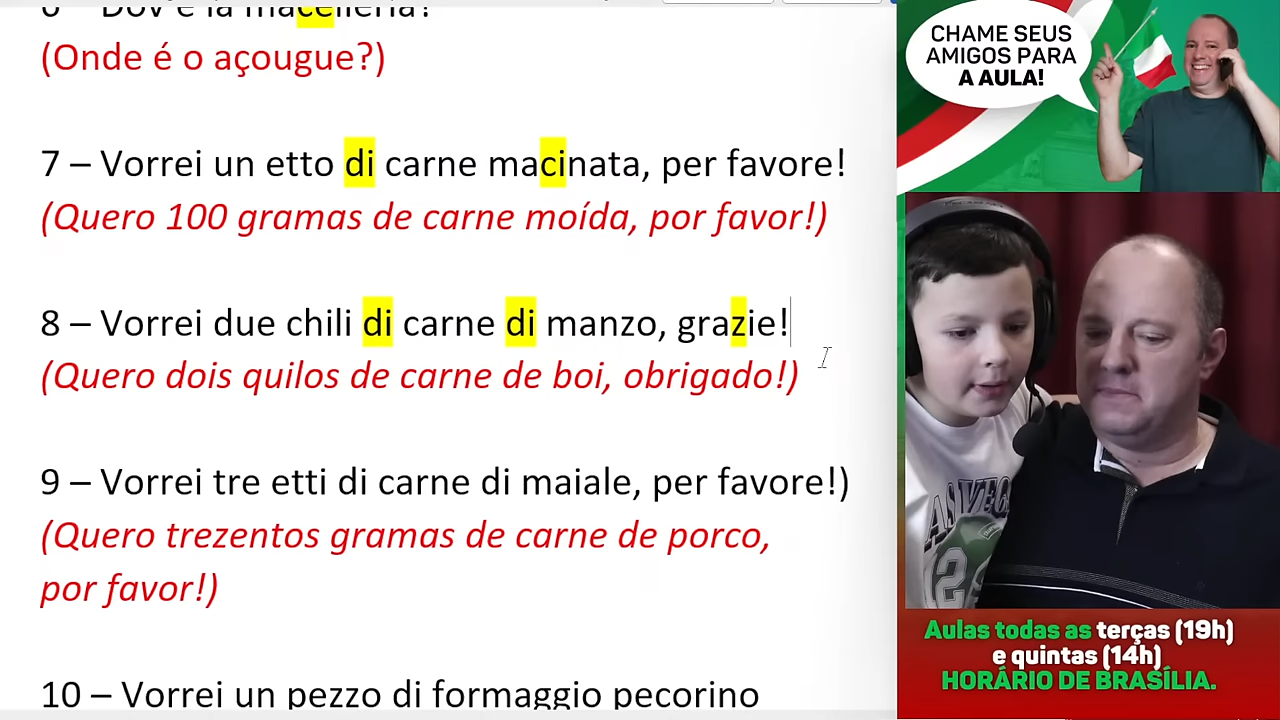 6 – Dov'è la macelleria?
(Onde é o açougue?)
7 – Vorrei un etto di carne macinata, per favore!
(Quero 100 gramas de carne moída, por favor!)
8 – Vorrei due chili di carne di manzo, grazie!
(Quero dois quilos de carne de boi, obrigado!)
9 – Vorrei tre etti di carne di maiale, per favore!)
(Quero trezentos gramas de carne de porco,
por favor!)
10 – Vorrei un pezzo di formaggio pecorino
CHAME SEUS
AMIGOS PARA
A AULA!
Aulas todas as terças (19h)
e quintas (14h)
HORÁRIO DE BRASÍLIA.